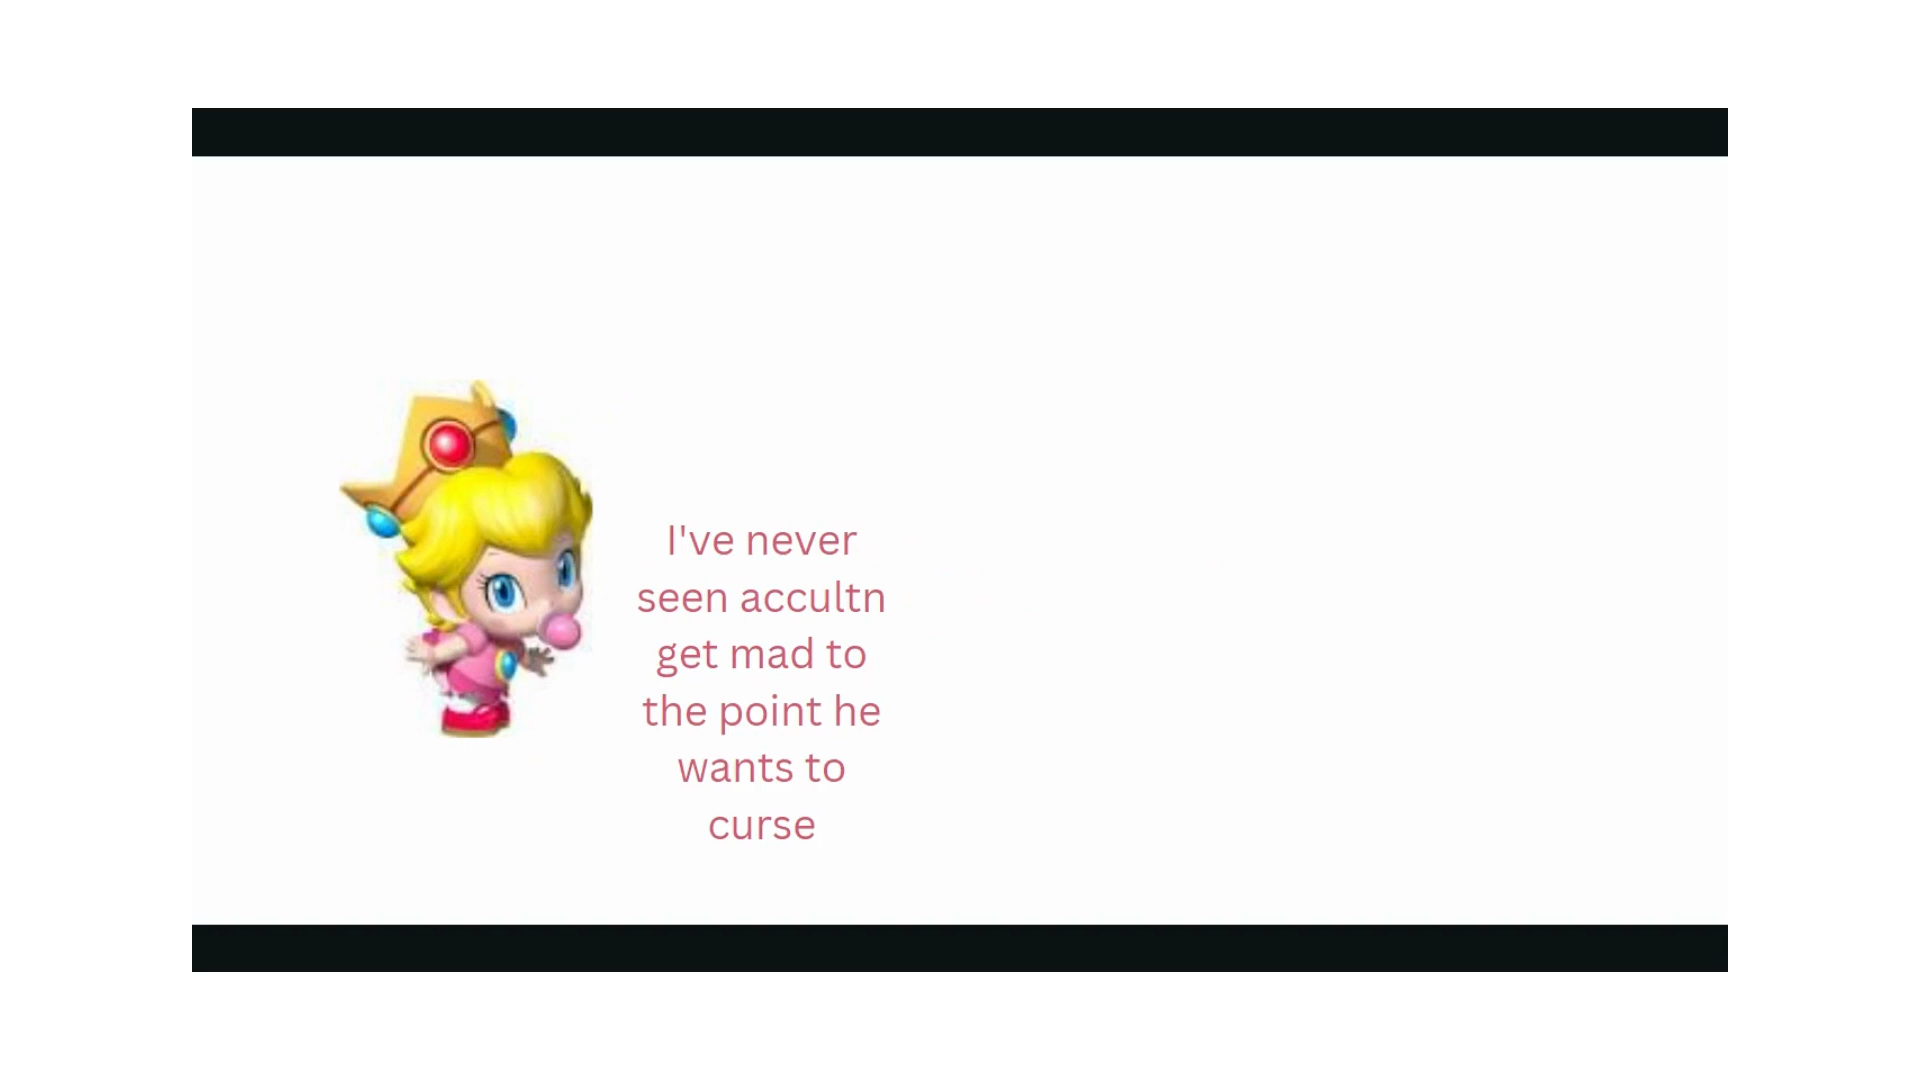 I've never
seen accultn
get mad to
the point he
wants to
curse